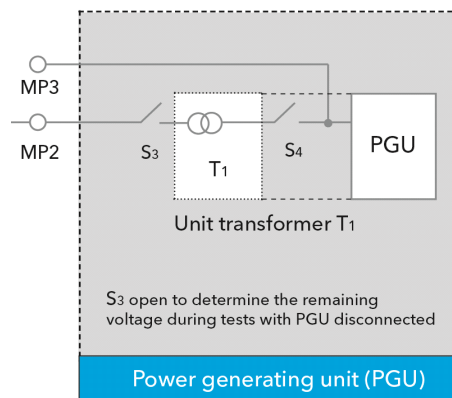 MP3
MP2
S3
T1
S4
PGU
Unit transformer T1
S3 open to determine the remaining
voltage during tests with PGU disconnected
Power generating unit (PGU)